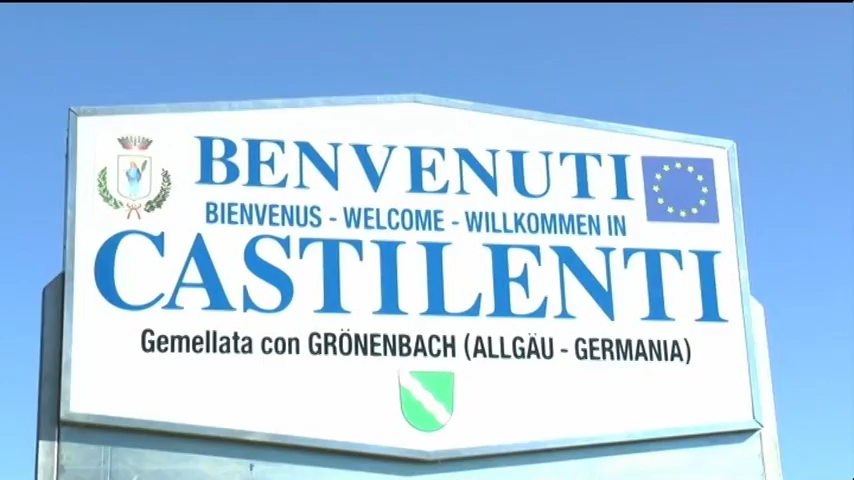 BENVENUTI
BIENVENUS - WELCOME - WILLKOMMEN IN
CASTILENTI
Gemellata con GRÖNENBACH (ALLGÄU - GERMANIA)